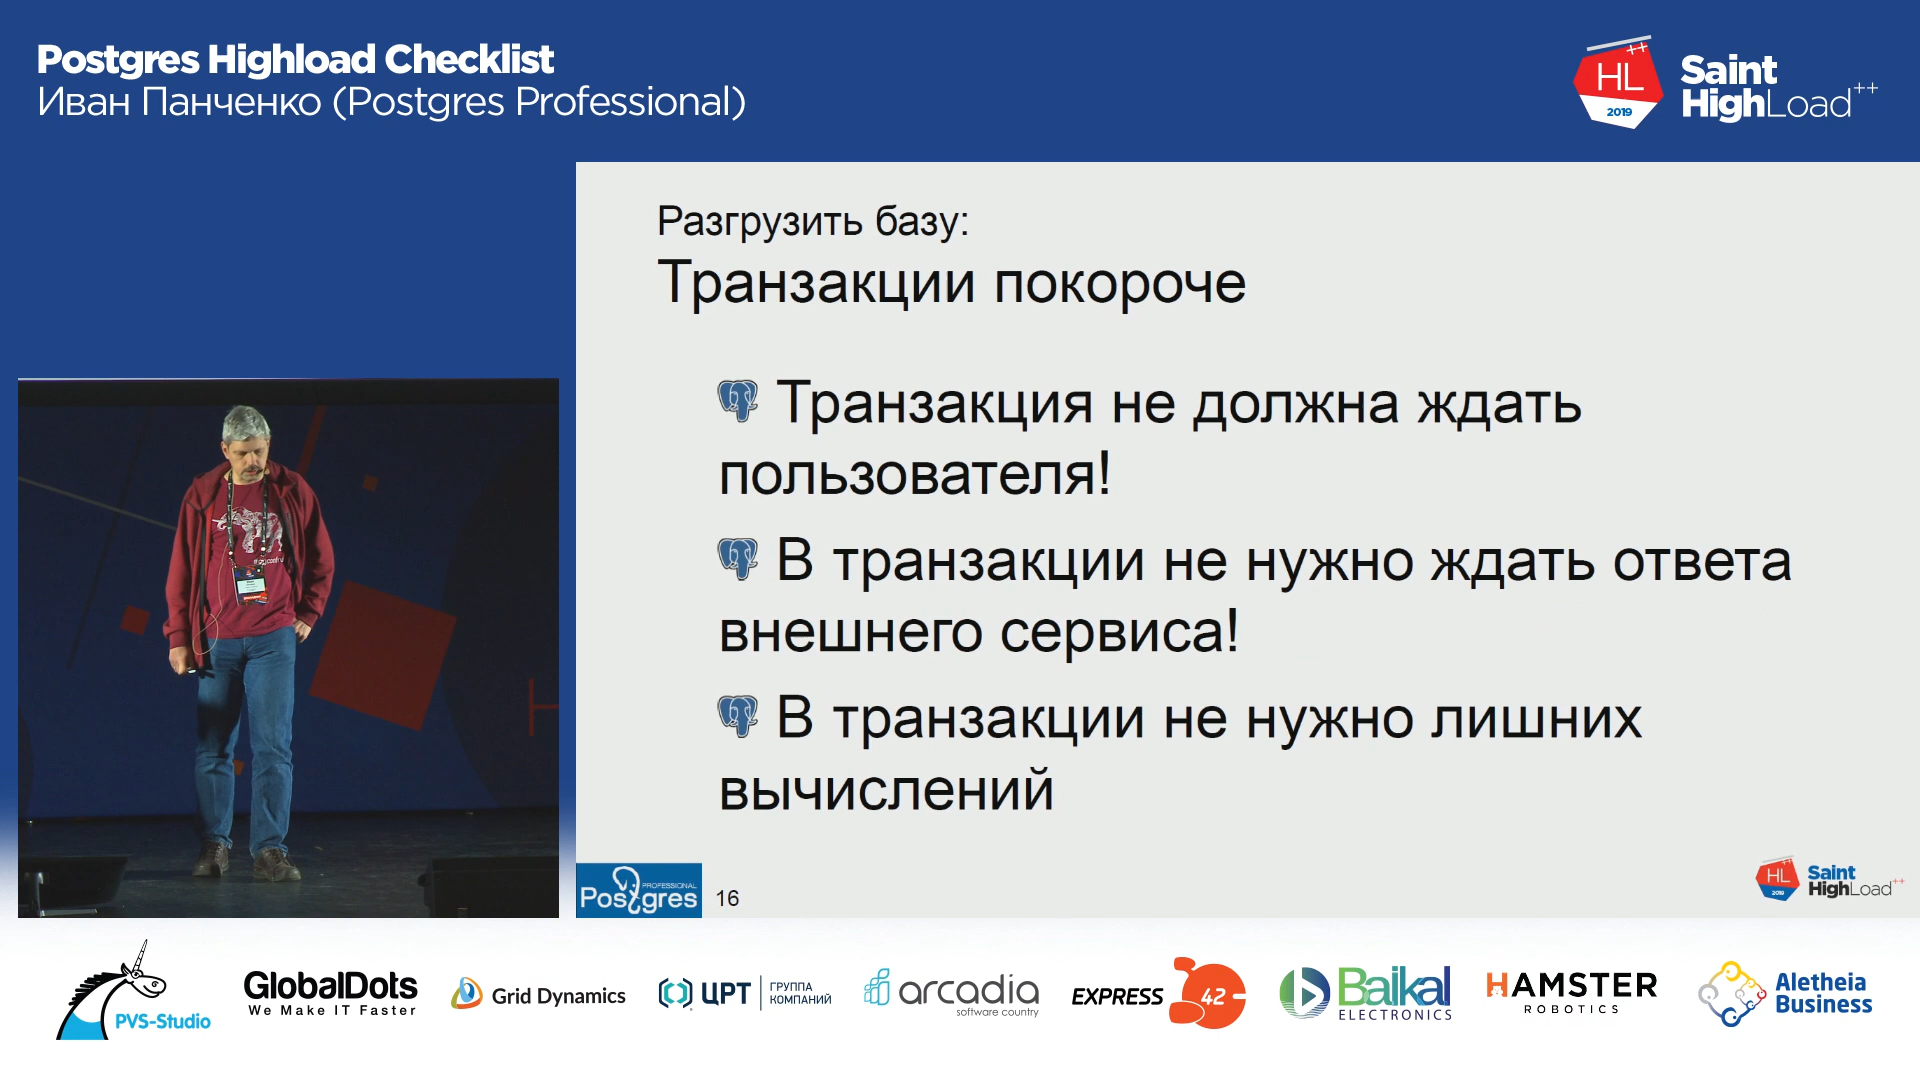 Postgres Highload Checklist
Иван Панченко (Postgres Professional)
HL ++
2019
Saint
HighLoad++
Разгрузить базу:
Транзакции покороче
Транзакция не должна ждать
пользователя!
В транзакции не нужно ждать ответа
внешнего сервиса!
В транзакции не нужно лишних
вычислений
PROFESSIONAL
Postgres
16
HL
2019
Saint
HighLoad++
PVS-Studio
GlobalDots
We Make IT Faster
Grid Dynamics
ЦРТ
ГРУППА
КОМПАНИЙ
arcadia
software country
EXPRESS
42
Baikal
ELECTRONICS
HAMSTER
ROBOTICS
Aletheia
Business